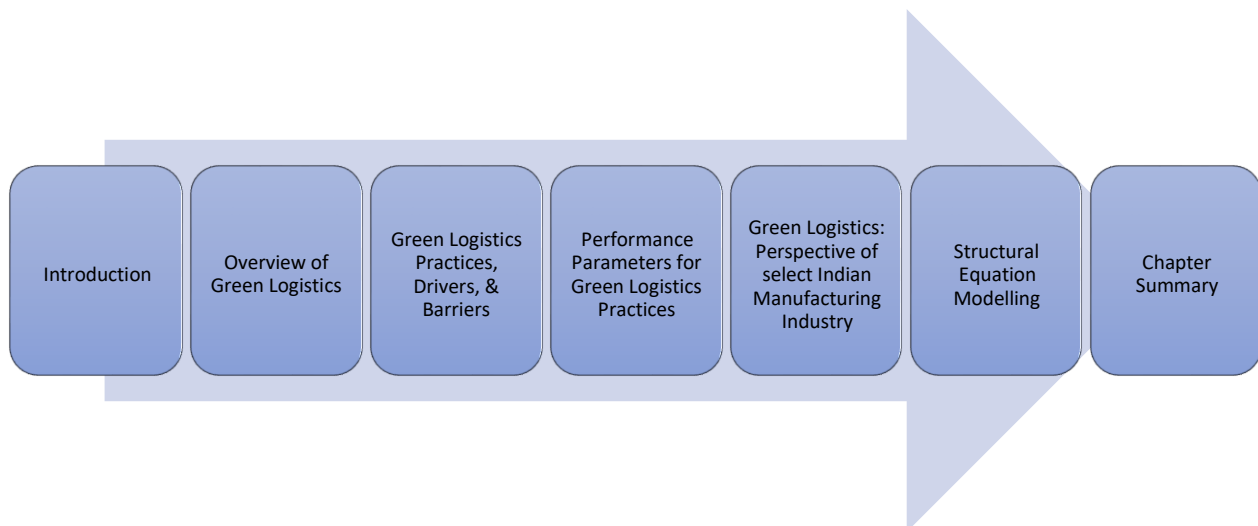 Introduction
Overview of
Green Logistics
Green Logistics
Practices,
Drivers, &
Barriers
Performance
Parameters for
Green Logistics
Practices
Green Logistics:
Perspective of
select Indian
Manufacturing
Industry
Structural
Equation
Modelling
Chapter
Summary